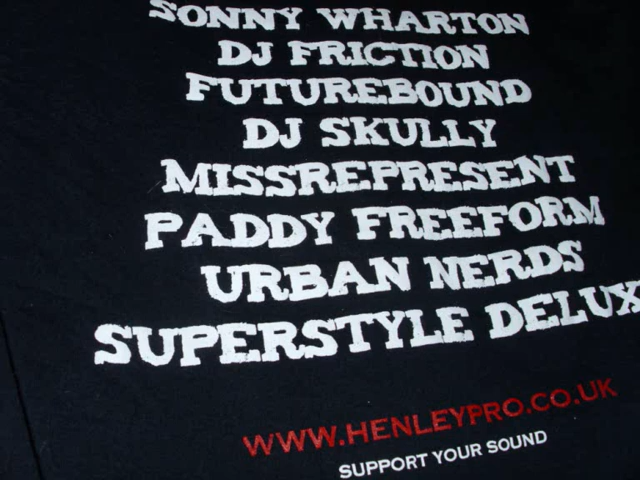 SONNY WHARTON
DJ FRICTION
FUTUREBOUND
DJ SKULLY
MISSREPRESENT
PADDY FREEFORM
URBAN NERDS
SUPERSTYLE DELUX
WWW.HENLEYPRO.CO.UK
SUPPORT YOUR SOUND